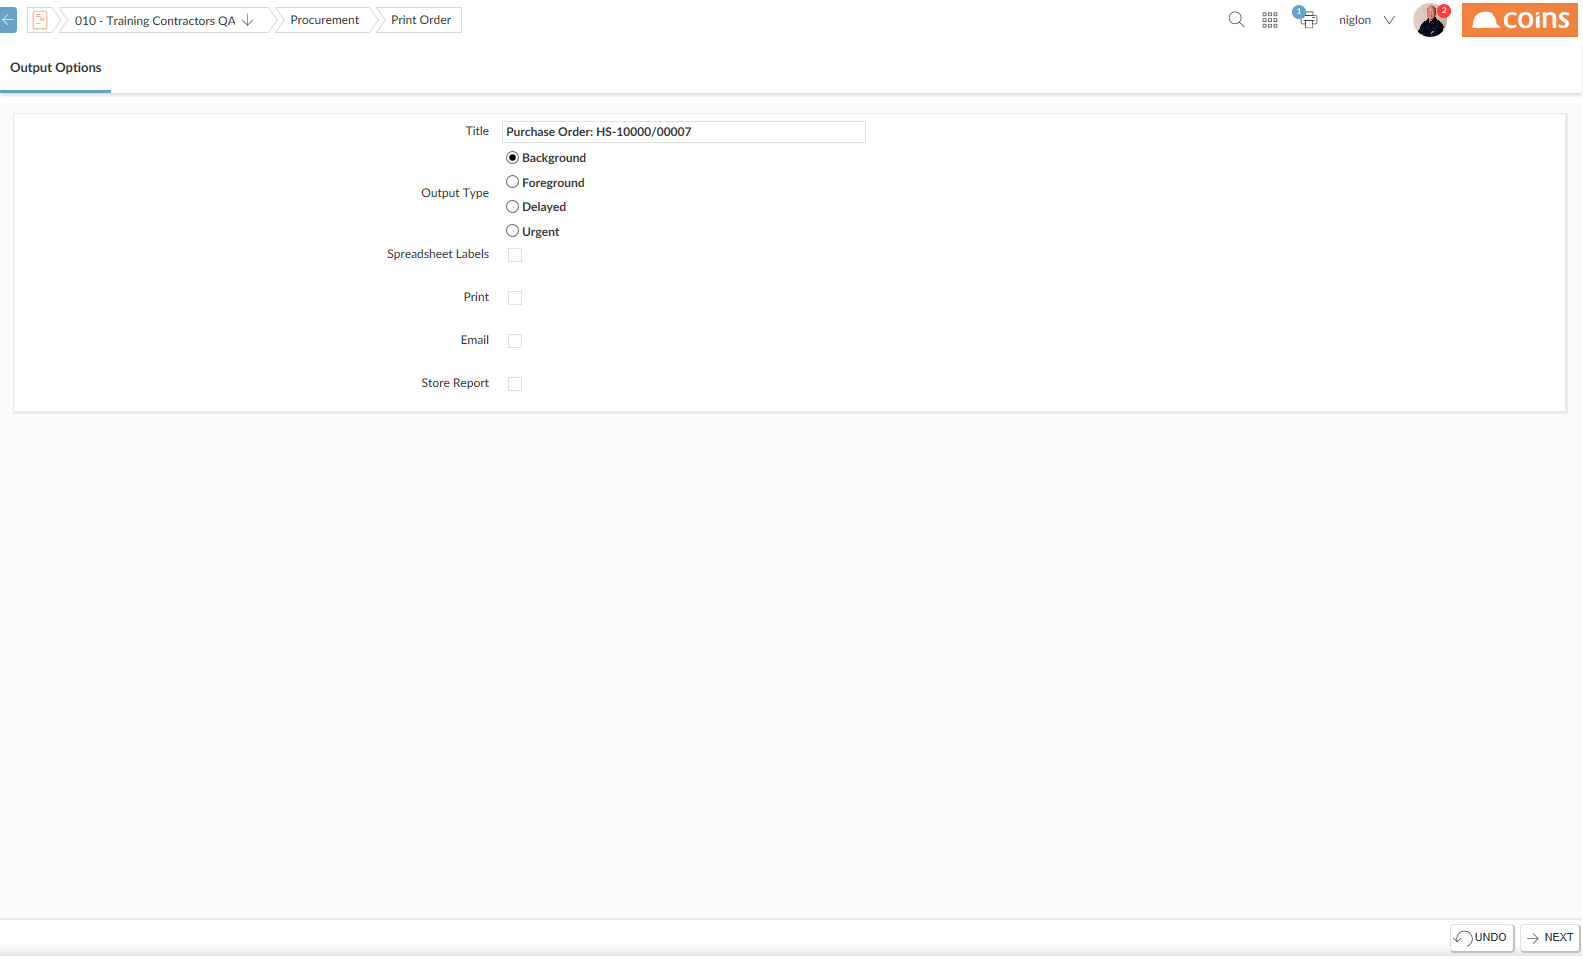 010 - Training Contractors QA
Procurement
Print Order
1
niglon
2
coins
Output Options
Title
Purchase Order: HS-10000/00007
Output Type
Background
Foreground
Delayed
Urgent
Spreadsheet Labels
Print
Email
Store Report
UNDO
NEXT